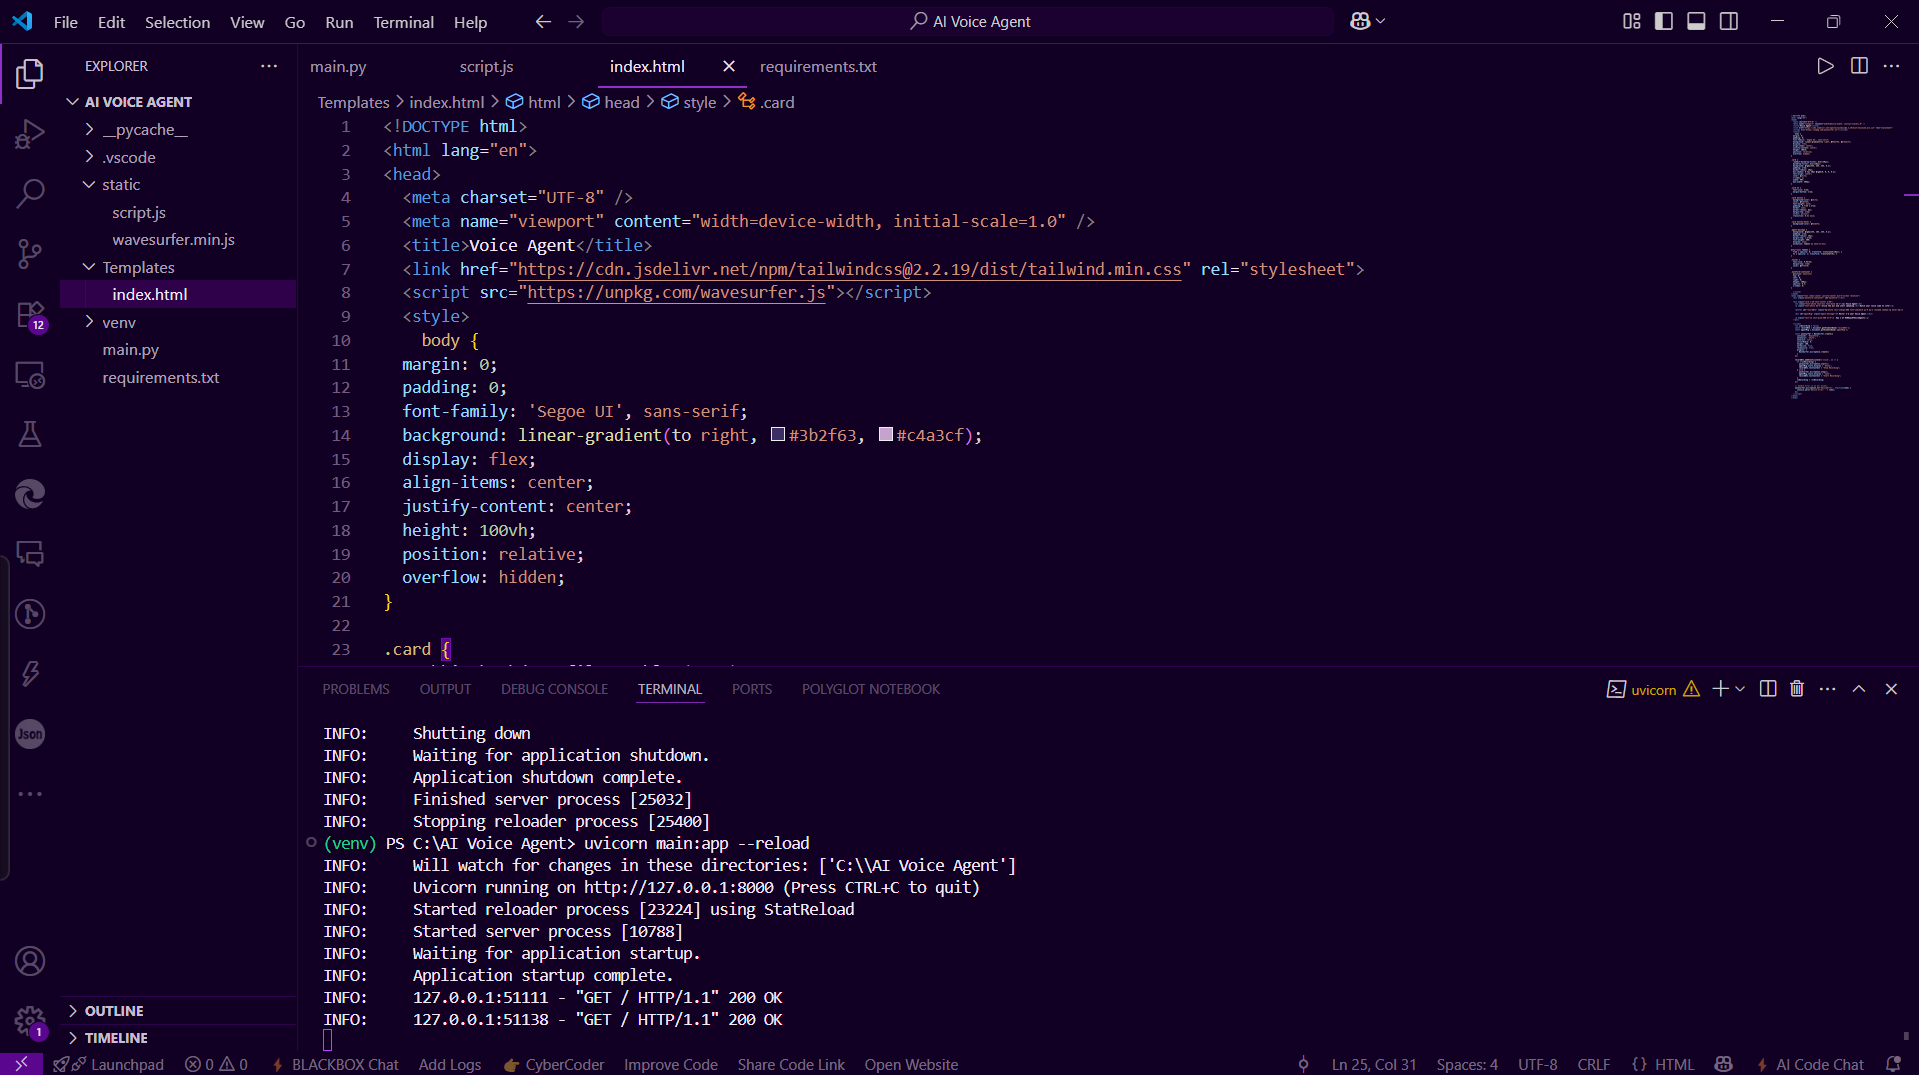 File Edit Selection View Go Run Terminal Help
AI Voice Agent
EXPLORER
AI VOICE AGENT
__pycache__
.vscode
static
script.js
wavesurfer.min.js
Templates
index.html
venv
main.py
requirements.txt
OUTLINE
TIMELINE
12
Json
1
main.py script.js index.html requirements.txt
Templates > index.html > html > head > style > .card
1 <!DOCTYPE html>
2 <html lang="en">
3 <head>
4 <meta charset="UTF-8" />
5 <meta name="viewport" content="width=device-width, initial-scale=1.0" />
6 <title>Voice Agent</title>
7 <link href="https://cdn.jsdelivr.net/npm/tailwindcss@2.2.19/dist/tailwind.min.css" rel="stylesheet">
8 <script src="https://unpkg.com/wavesurfer.js"></script>
9 <style>
10 body {
11 margin: 0;
12 padding: 0;
13 font-family: 'Segoe UI', sans-serif;
14 background: linear-gradient(to right, #3b2f63, #c4a3cf);
15 display: flex;
16 align-items: center;
17 justify-content: center;
18 height: 100vh;
19 position: relative;
20 overflow: hidden;
21 }
22
23 .card {
PROBLEMS OUTPUT DEBUG CONSOLE TERMINAL PORTS POLYGLOT NOTEBOOK
uvicorn
INFO: Shutting down
INFO: Waiting for application shutdown.
INFO: Application shutdown complete.
INFO: Finished server process [25032]
INFO: Stopping reloader process [25400]
(venv) PS C:\AI Voice Agent> uvicorn main:app --reload
INFO: Will watch for changes in these directories: ['C:\\AI Voice Agent']
INFO: Uvicorn running on http://127.0.0.1:8000 (Press CTRL+C to quit)
INFO: Started reloader process [23224] using StatReload
INFO: Started server process [10788]
INFO: Waiting for application startup.
INFO: Application startup complete.
INFO: 127.0.0.1:51111 - "GET / HTTP/1.1" 200 OK
INFO: 127.0.0.1:51138 - "GET / HTTP/1.1" 200 OK
Launchpad 0 0 BLACKBOX Chat Add Logs CyberCoder Improve Code Share Code Link Open Website Ln 25, Col 31 Spaces: 4 UTF-8 CRLF {} HTML AI Code Chat